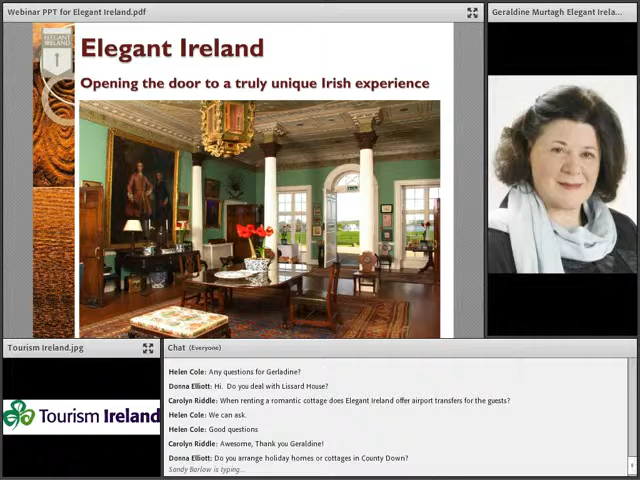 Webinar PPT for Elegant Ireland.pdf
Geraldine Murtagh Elegant Irela...
ELEGANT
IRELAND
Elegant Ireland
Opening the door to a truly unique Irish experience
Tourism Ireland.jpg
Tourism Ireland
Chat (Everyone)
Helen Cole: Any questions for Gerladine?
Donna Elliott: Hi. Do you deal with Lissard House?
Carolyn Riddle: When renting a romantic cottage does Elegant Ireland offer airport transfers for the guests?
Helen Cole: We can ask.
Helen Cole: Good questions
Carolyn Riddle: Awesome, Thank you Geraldine!
Donna Elliott: Do you arrange holiday homes or cottages in County Down?
Sandy Barlow is typing...